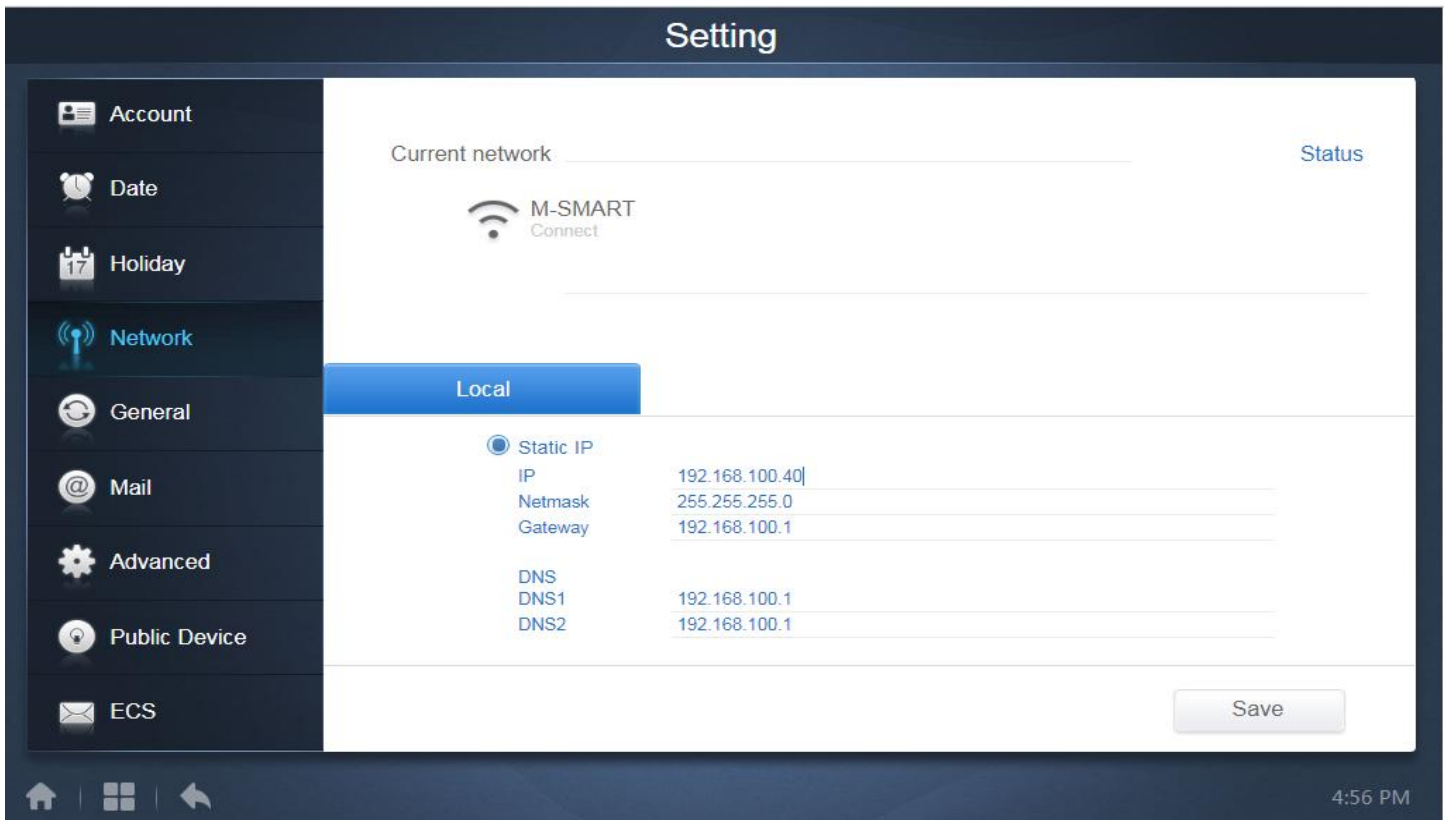 Setting
Account
Date
17
Holiday
Network
General
@
Mail
Advanced
Public Device
ECS
Current network
Status
M-SMART
Connect
Local
Static IP
IP 192.168.100.40
Netmask 255.255.255.0
Gateway 192.168.100.1
DNS
DNS1 192.168.100.1
DNS2 192.168.100.1
Save
4:56 PM